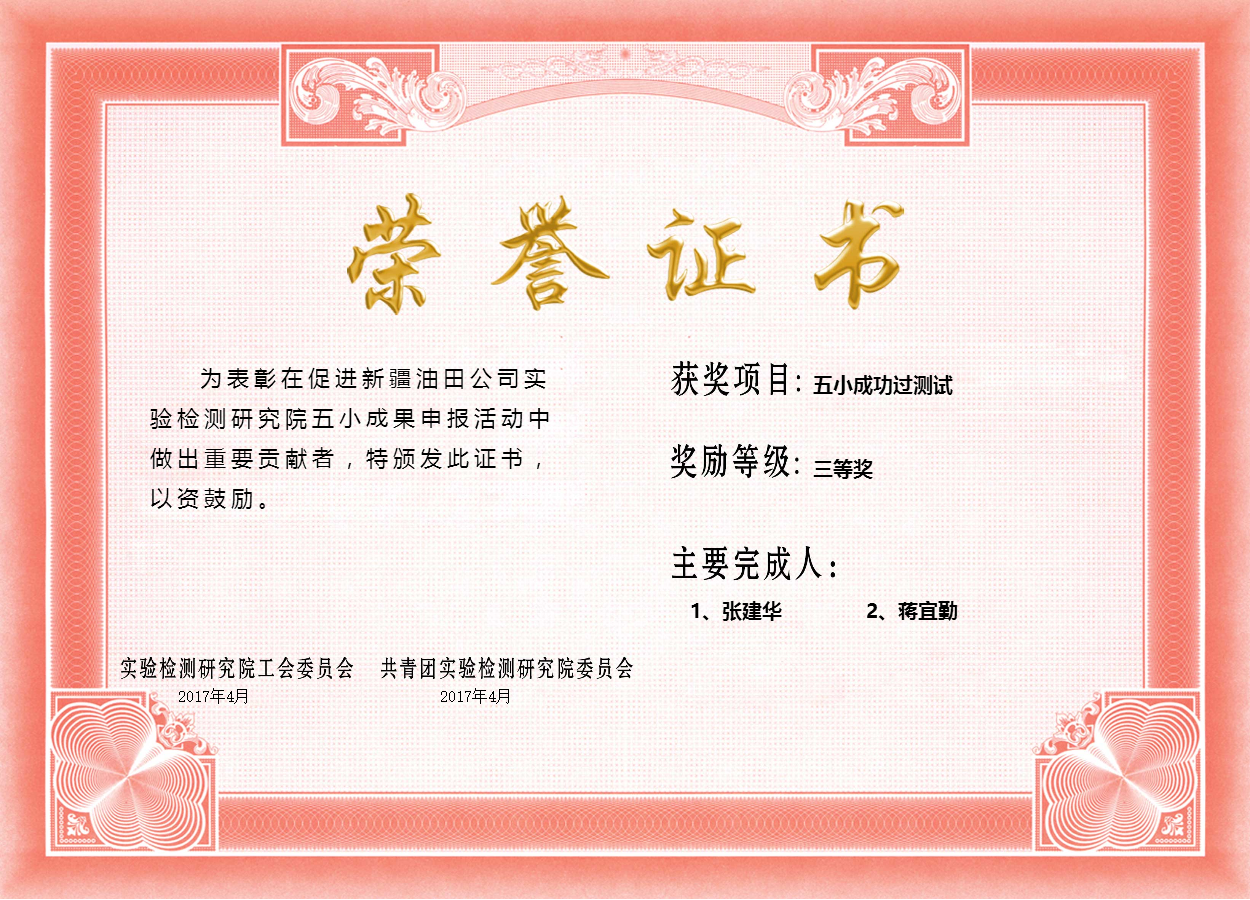 荣誉证书
为表彰在促进新疆油田公司实
验检测研究院五小成果申报活动中
做出重要贡献者，特颁发此证书，
以资鼓励。
实验检测研究院工会委员会 共青团实验检测研究院委员会
2017年4月 2017年4月
获奖项目：五小成功过测试
奖励等级：三等奖
主要完成人：
1、张建华 2、蒋宜勤